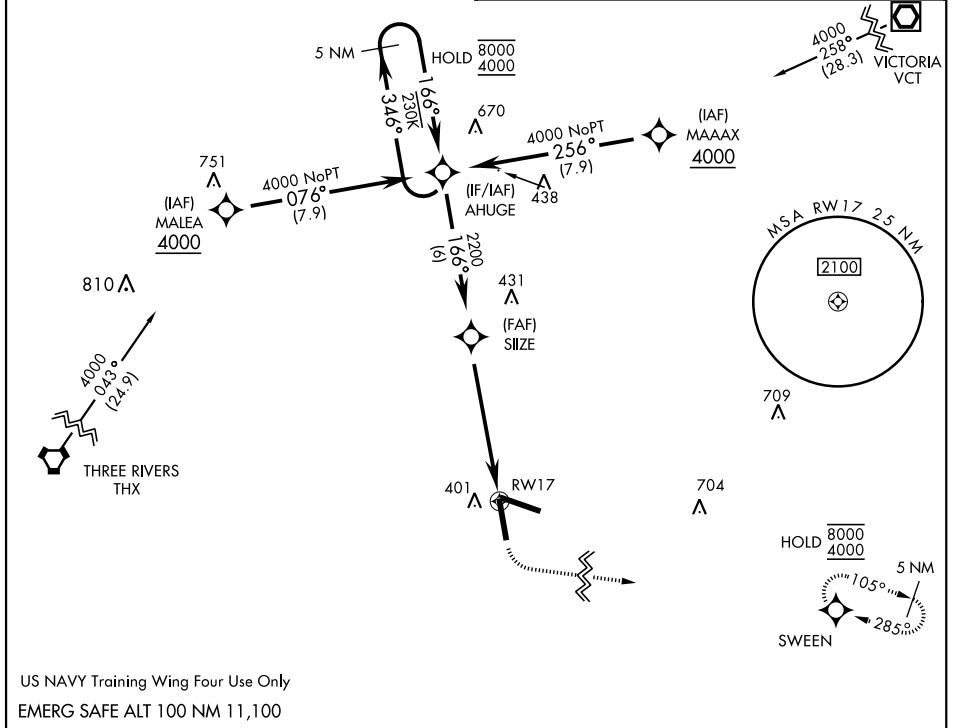 5 NM
HOLD 8000
4000
4000
258°
(28.3)
VICTORIA
VCT
166°
230K
346°
670
(IAF)
MAAAX
4000
4000 NoPT
256°
(7.9)
751
(IAF)
MALEA
4000
4000 NoPT
076°
(7.9)
(IF/IAF)
AHUGE
438
MSA RW17 25 NM
2100
2200
166°
(6)
810
431
(FAF)
SIIZE
4000
043°
(24.9)
709
THREE RIVERS
THX
401
RW17
704
HOLD 8000
4000
5 NM
105°
285°
SWEEN
US NAVY Training Wing Four Use Only
EMERG SAFE ALT 100 NM 11,100